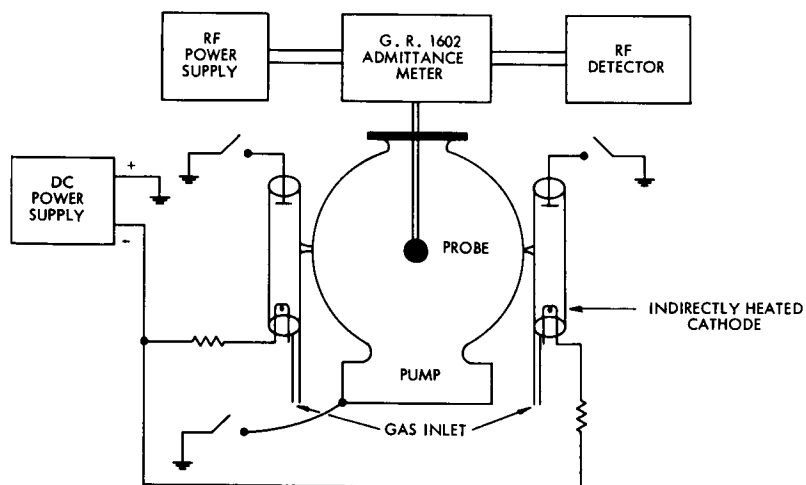 RF
POWER
SUPPLY
G. R. 1602
ADMITTANCE
METER
RF
DETECTOR
DC
POWER
SUPPLY
+
-
PROBE
INDIRECTLY HEATED
CATHODE
PUMP
GAS INLET